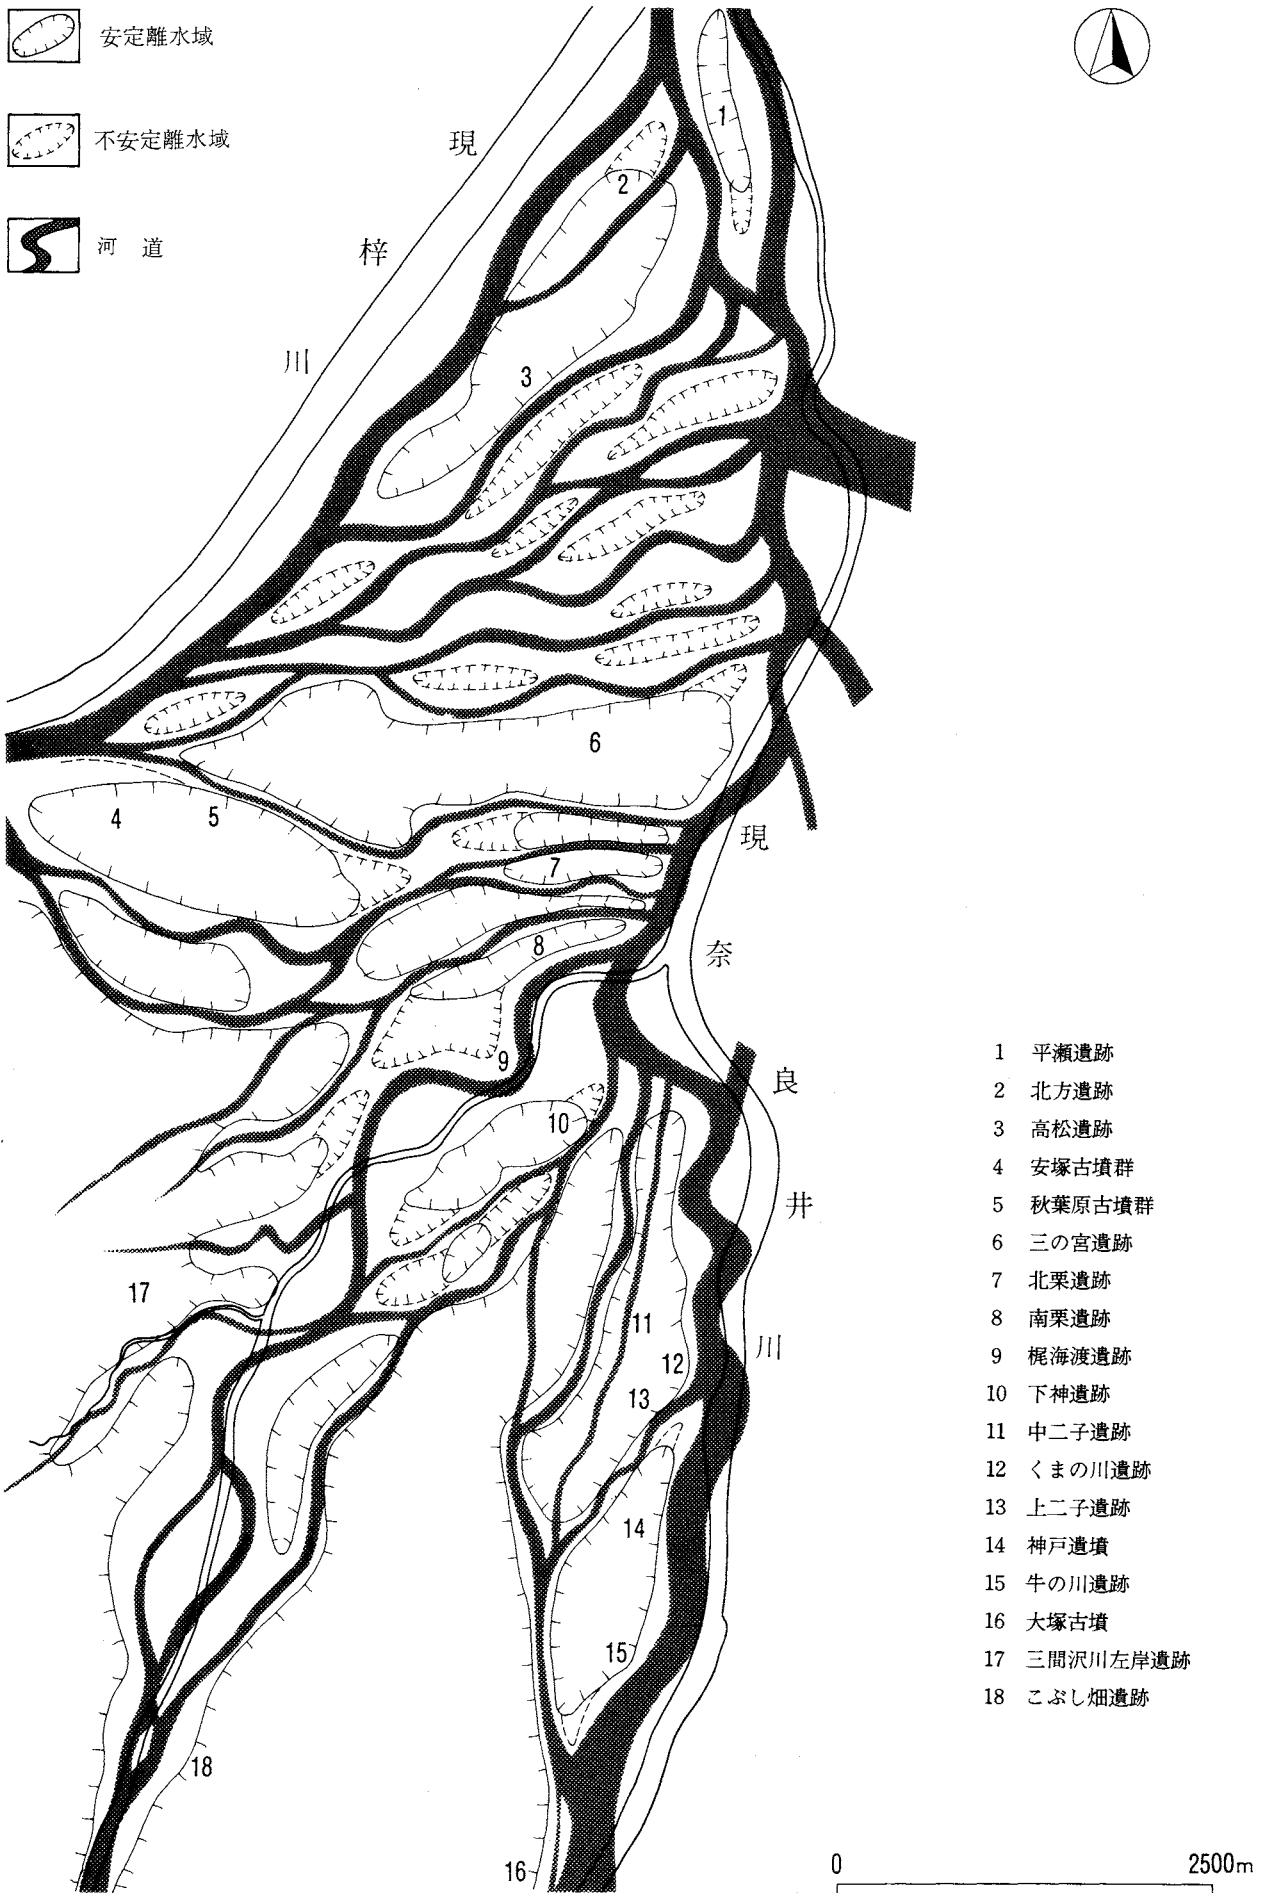 安定離水域
不安定離水域
河道
現梓川
現奈良井川
1
2
3
4
5
6
7
8
9
10
11
12
13
14
15
16
17
18
1 平瀬遺跡
2 北方遺跡
3 高松遺跡
4 安塚古墳群
5 秋葉原古墳群
6 三の宮遺跡
7 北栗遺跡
8 南栗遺跡
9 梶海渡遺跡
10 下神遺跡
11 中二子遺跡
12 くまの川遺跡
13 上二子遺跡
14 神戸遺墳
15 牛の川遺跡
16 大塚古墳
17 三間沢川左岸遺跡
18 こぶし畑遺跡
0 2500m